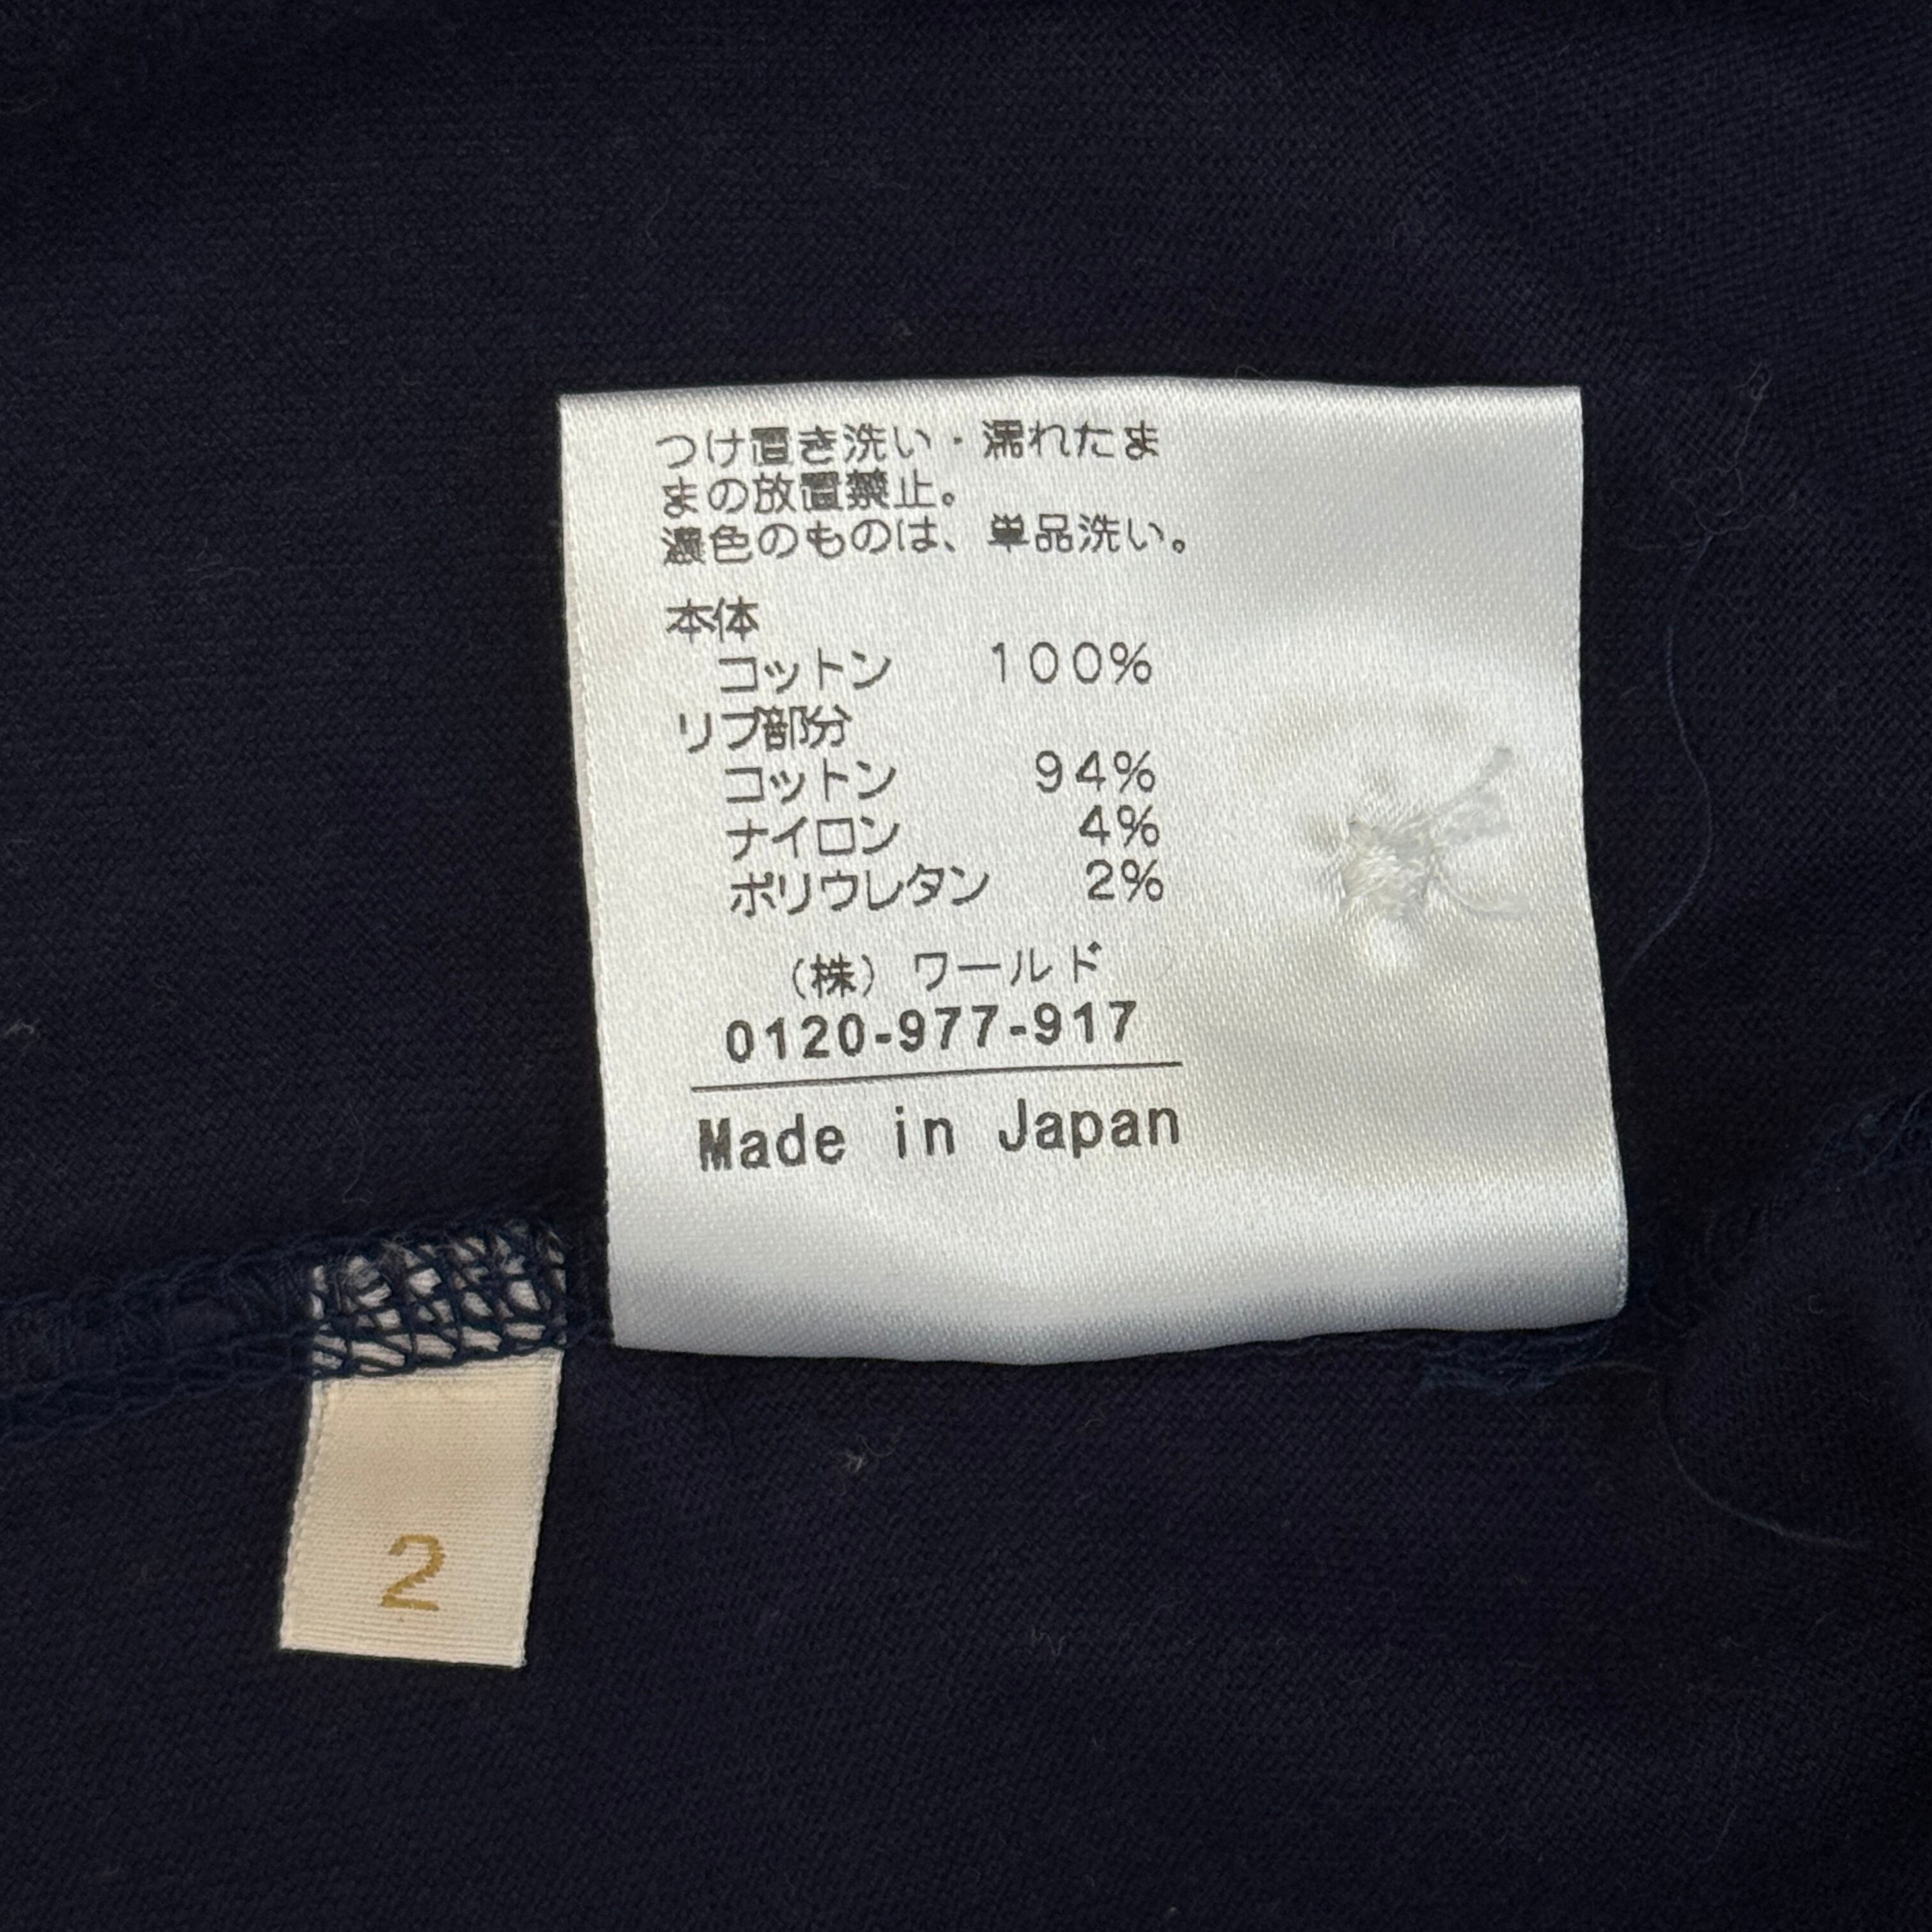 つけ置き洗い・濡れたま
まの放置禁止。
濃色のものは、単品洗い。
本体
コットン 100%
リブ部分
コットン 94%
ナイロン 4%
ポリウレタン 2%
(株) ワールド
0120-977-917
Made in Japan
2